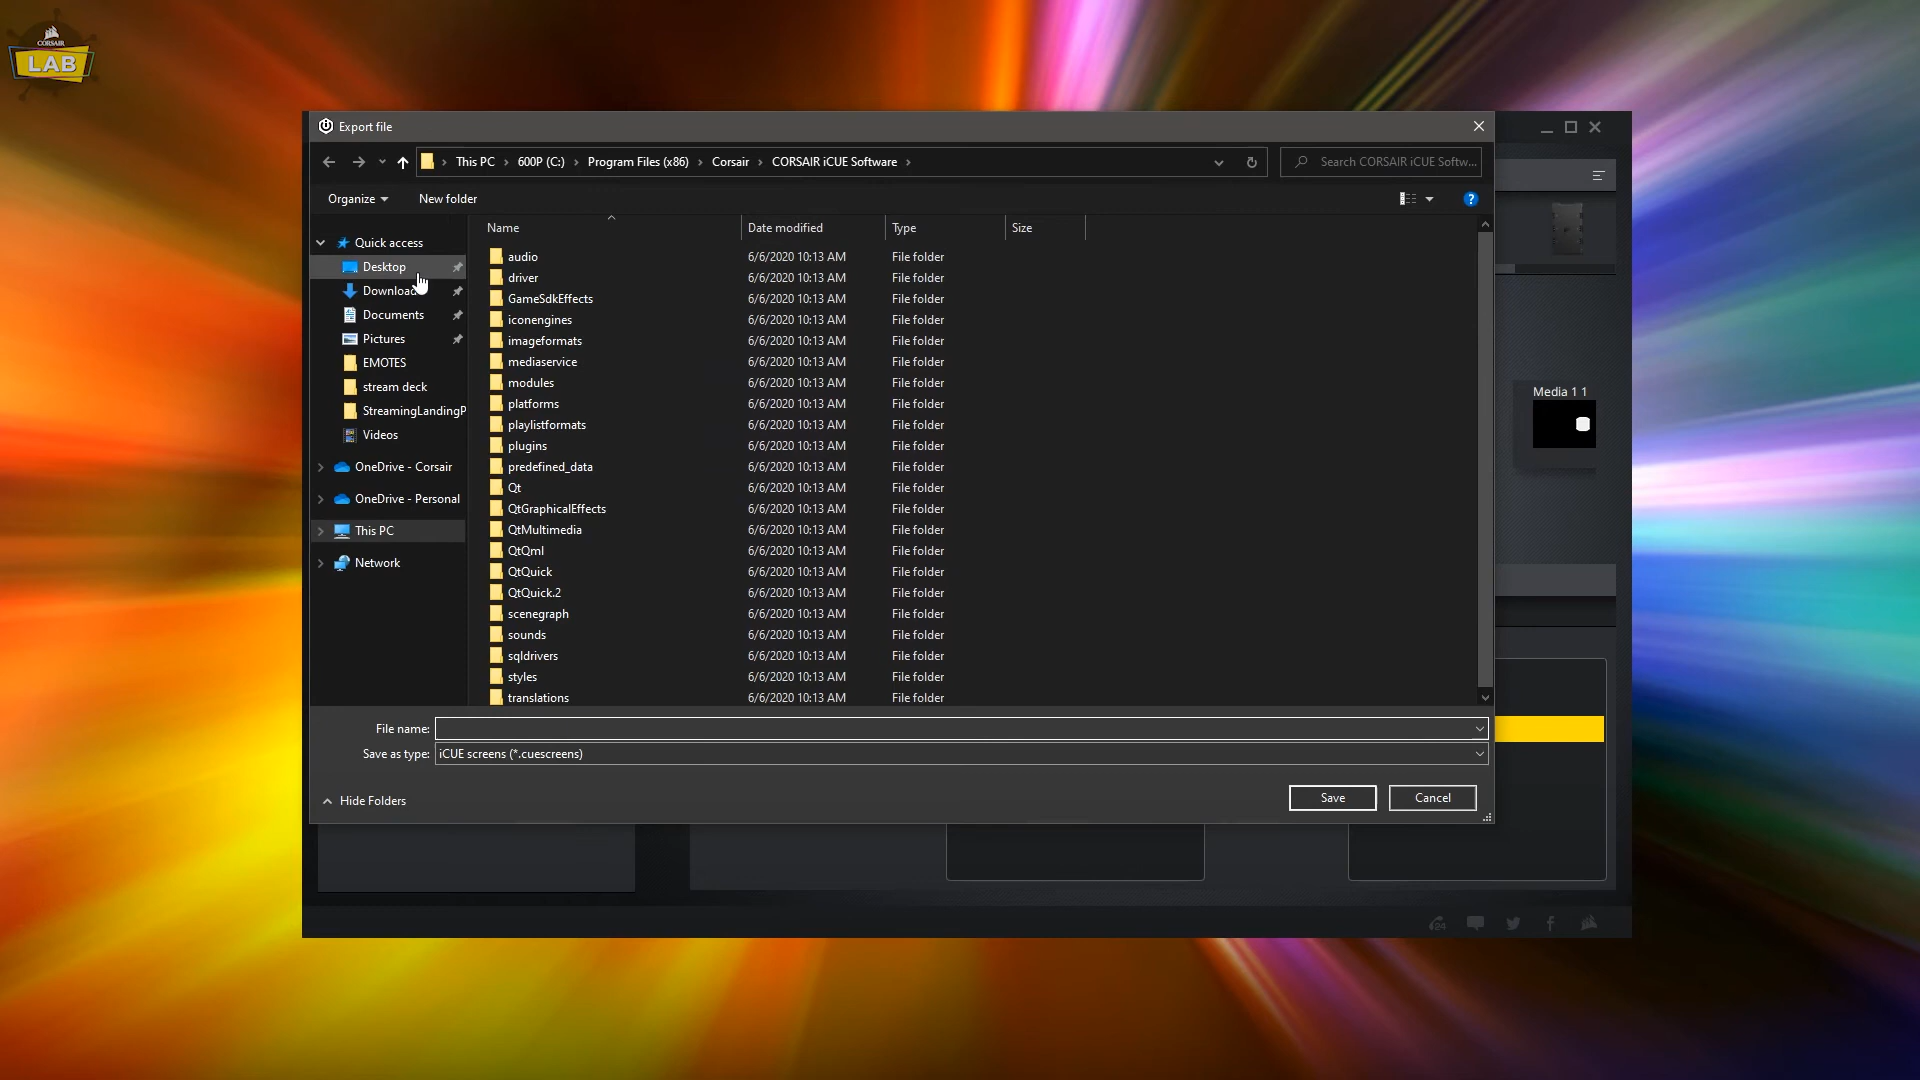 CORSAIR
LAB
Export file
This PC
600P (C:)
Program Files (x86)
Corsair
CORSAIR iCUE Software
Search CORSAIR iCUE Softw...
Organize
New folder
?
Name
Date modified
Type
Size
Quick access
Desktop
Download
Documents
Pictures
EMOTES
stream deck
StreamingLandingP
Videos
OneDrive - Corsair
OneDrive - Personal
This PC
Network
audio 6/6/2020 10:13 AM File folder
driver 6/6/2020 10:13 AM File folder
GameSdkEffects 6/6/2020 10:13 AM File folder
iconengines 6/6/2020 10:13 AM File folder
imageformats 6/6/2020 10:13 AM File folder
mediaservice 6/6/2020 10:13 AM File folder
modules 6/6/2020 10:13 AM File folder
platforms 6/6/2020 10:13 AM File folder
playlistformats 6/6/2020 10:13 AM File folder
plugins 6/6/2020 10:13 AM File folder
predefined_data 6/6/2020 10:13 AM File folder
Qt 6/6/2020 10:13 AM File folder
QtGraphicalEffects 6/6/2020 10:13 AM File folder
QtMultimedia 6/6/2020 10:13 AM File folder
QtQml 6/6/2020 10:13 AM File folder
QtQuick 6/6/2020 10:13 AM File folder
QtQuick.2 6/6/2020 10:13 AM File folder
scenegraph 6/6/2020 10:13 AM File folder
sounds 6/6/2020 10:13 AM File folder
sqldrivers 6/6/2020 10:13 AM File folder
styles 6/6/2020 10:13 AM File folder
translations 6/6/2020 10:13 AM File folder
Media 1 1
File name:
Save as type: iCUE screens (*.cuescreens)
Hide Folders
Save
Cancel
24